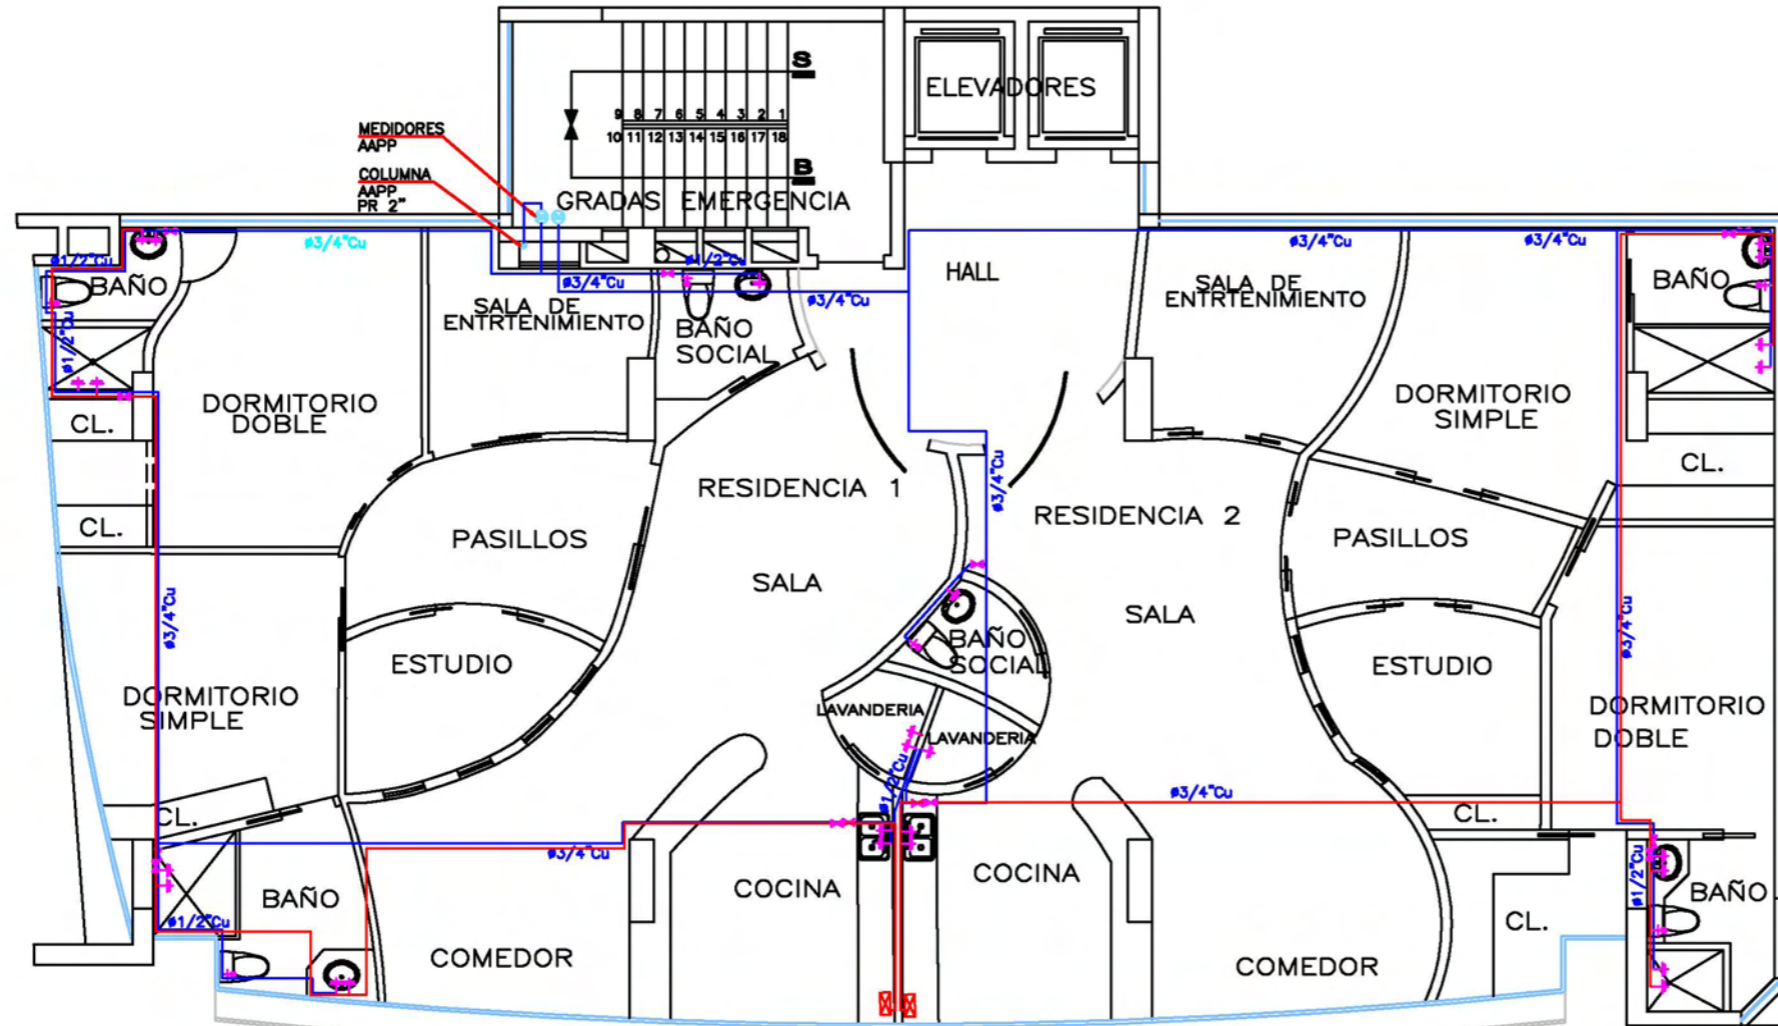 S
ELEVADORES
9 8 7 6 5 4 3 2 1
10 11 12 13 14 15 16 17 18
MEDIDORES
AAPP
COLUMNA
AAPP
PR 2"
B
GRADAS EMERGENCIA
ø3/4"Cu
ø3/4"Cu
ø3/4"Cu
ø1/2"Cu
BAÑO
ø1/2"Cu
ø3/4"Cu
ø1/2"Cu
ø3/4"Cu
HALL
SALA DE
ENTRTENIMIENTO
SALA DE
ENTRTENIMIENTO
BAÑO
BAÑO
SOCIAL
DORMITORIO
DOBLE
DORMITORIO
SIMPLE
CL.
CL.
CL.
RESIDENCIA 1
ø3/4"Cu
RESIDENCIA 2
PASILLOS
PASILLOS
SALA
SALA
ø3/4"Cu
ø3/4"Cu
BAÑO
SOCIAL
ESTUDIO
ESTUDIO
DORMITORIO
SIMPLE
LAVANDERIA
LAVANDERIA
DORMITORIO
DOBLE
ø1/2"Cu
ø3/4"Cu
CL.
CL.
ø3/4"Cu
COCINA
COCINA
BAÑO
ø1/2"Cu
BAÑO
ø1/2"Cu
CL.
COMEDOR
COMEDOR